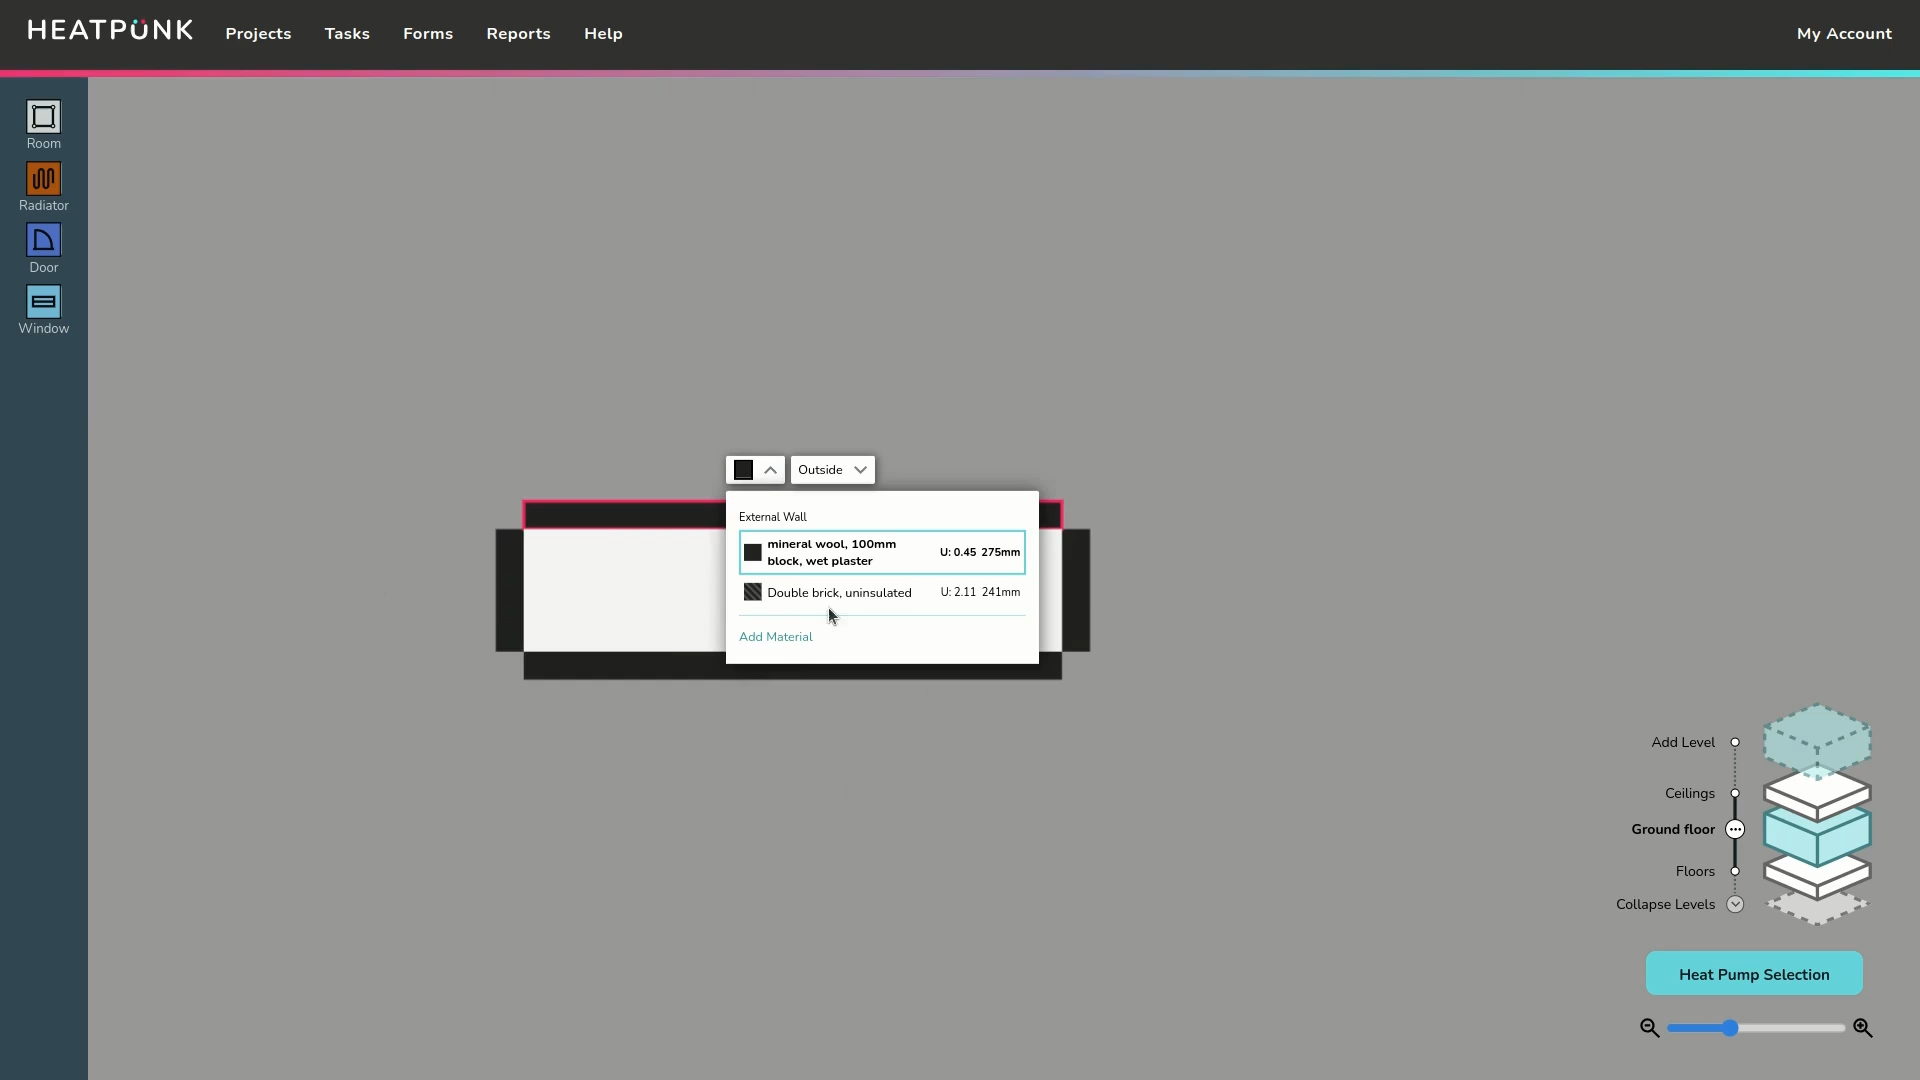 HEATPÜNK Projects Tasks Forms Reports Help My Account
Room
Radiator
Door
Window
Outside
External Wall
mineral wool, 100mm
block, wet plaster
U: 0.45 275mm
Double brick, uninsulated U: 2.11 241mm
Add Material
Add Level
Ceilings
Ground floor
Floors
Collapse Levels
Heat Pump Selection